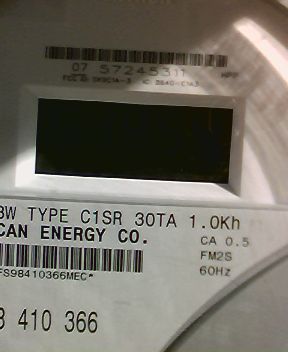 07 57245311 HPP
3W TYPE C1SR 30TA 1.0Kh
CAN ENERGY CO.
CA 0.5
FM2S
FS98410366MEC*
60Hz
410 366